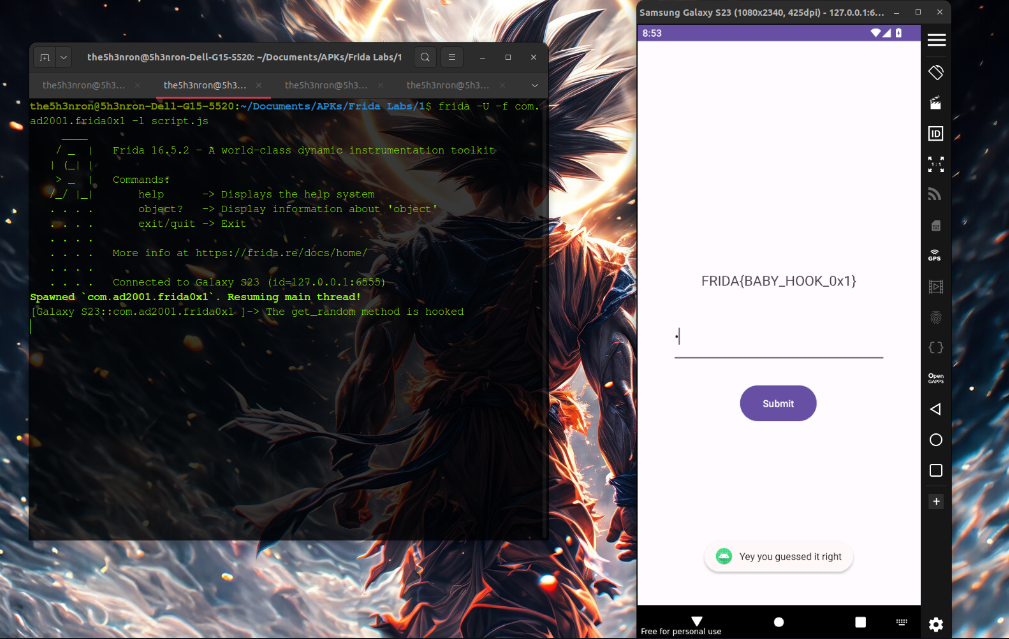 the5h3nron@5h3nron-Dell-G15-5520: ~/Documents/APKs/Frida Labs/1
the5h3nron@5h3...
the5h3nron@5h3...
the5h3nron@5h3...
the5h3nron@5h3...
the5h3nron@5h3nron-Dell-G15-5520:~/Documents/APKs/Frida Labs/1$ frida -U -f com.
ad2001.frida0x1 -l script.js
____
/ _  |   Frida 16.5.2 - A world-class dynamic instrumentation toolkit
| (_| |
> _  |   Commands:
/_/ |_|       help      -> Displays the help system
. . . .       object?   -> Display information about 'object'
. . . .       exit/quit -> Exit
. . . .
. . . .   More info at https://frida.re/docs/home/
. . . .
. . . .   Connected to Galaxy S23 (id=127.0.0.1:6555)
Spawned `com.ad2001.frida0x1`. Resuming main thread!
[Galaxy S23::com.ad2001.frida0x1 ]-> The get_random method is hooked
Samsung Galaxy S23 (1080x2340, 425dpi) - 127.0.0.1:6...
8:53
FRIDA{BABY_HOOK_0x1}
Submit
Yey you guessed it right
Free for personal use
ID
1:1
GPS
Open
GAPPS